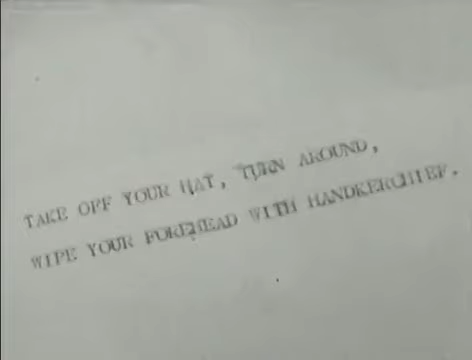 TAKE OFF YOUR HAT, TURN AROUND,
WIPE YOUR FOREHEAD WITH HANDKERCHIEF.